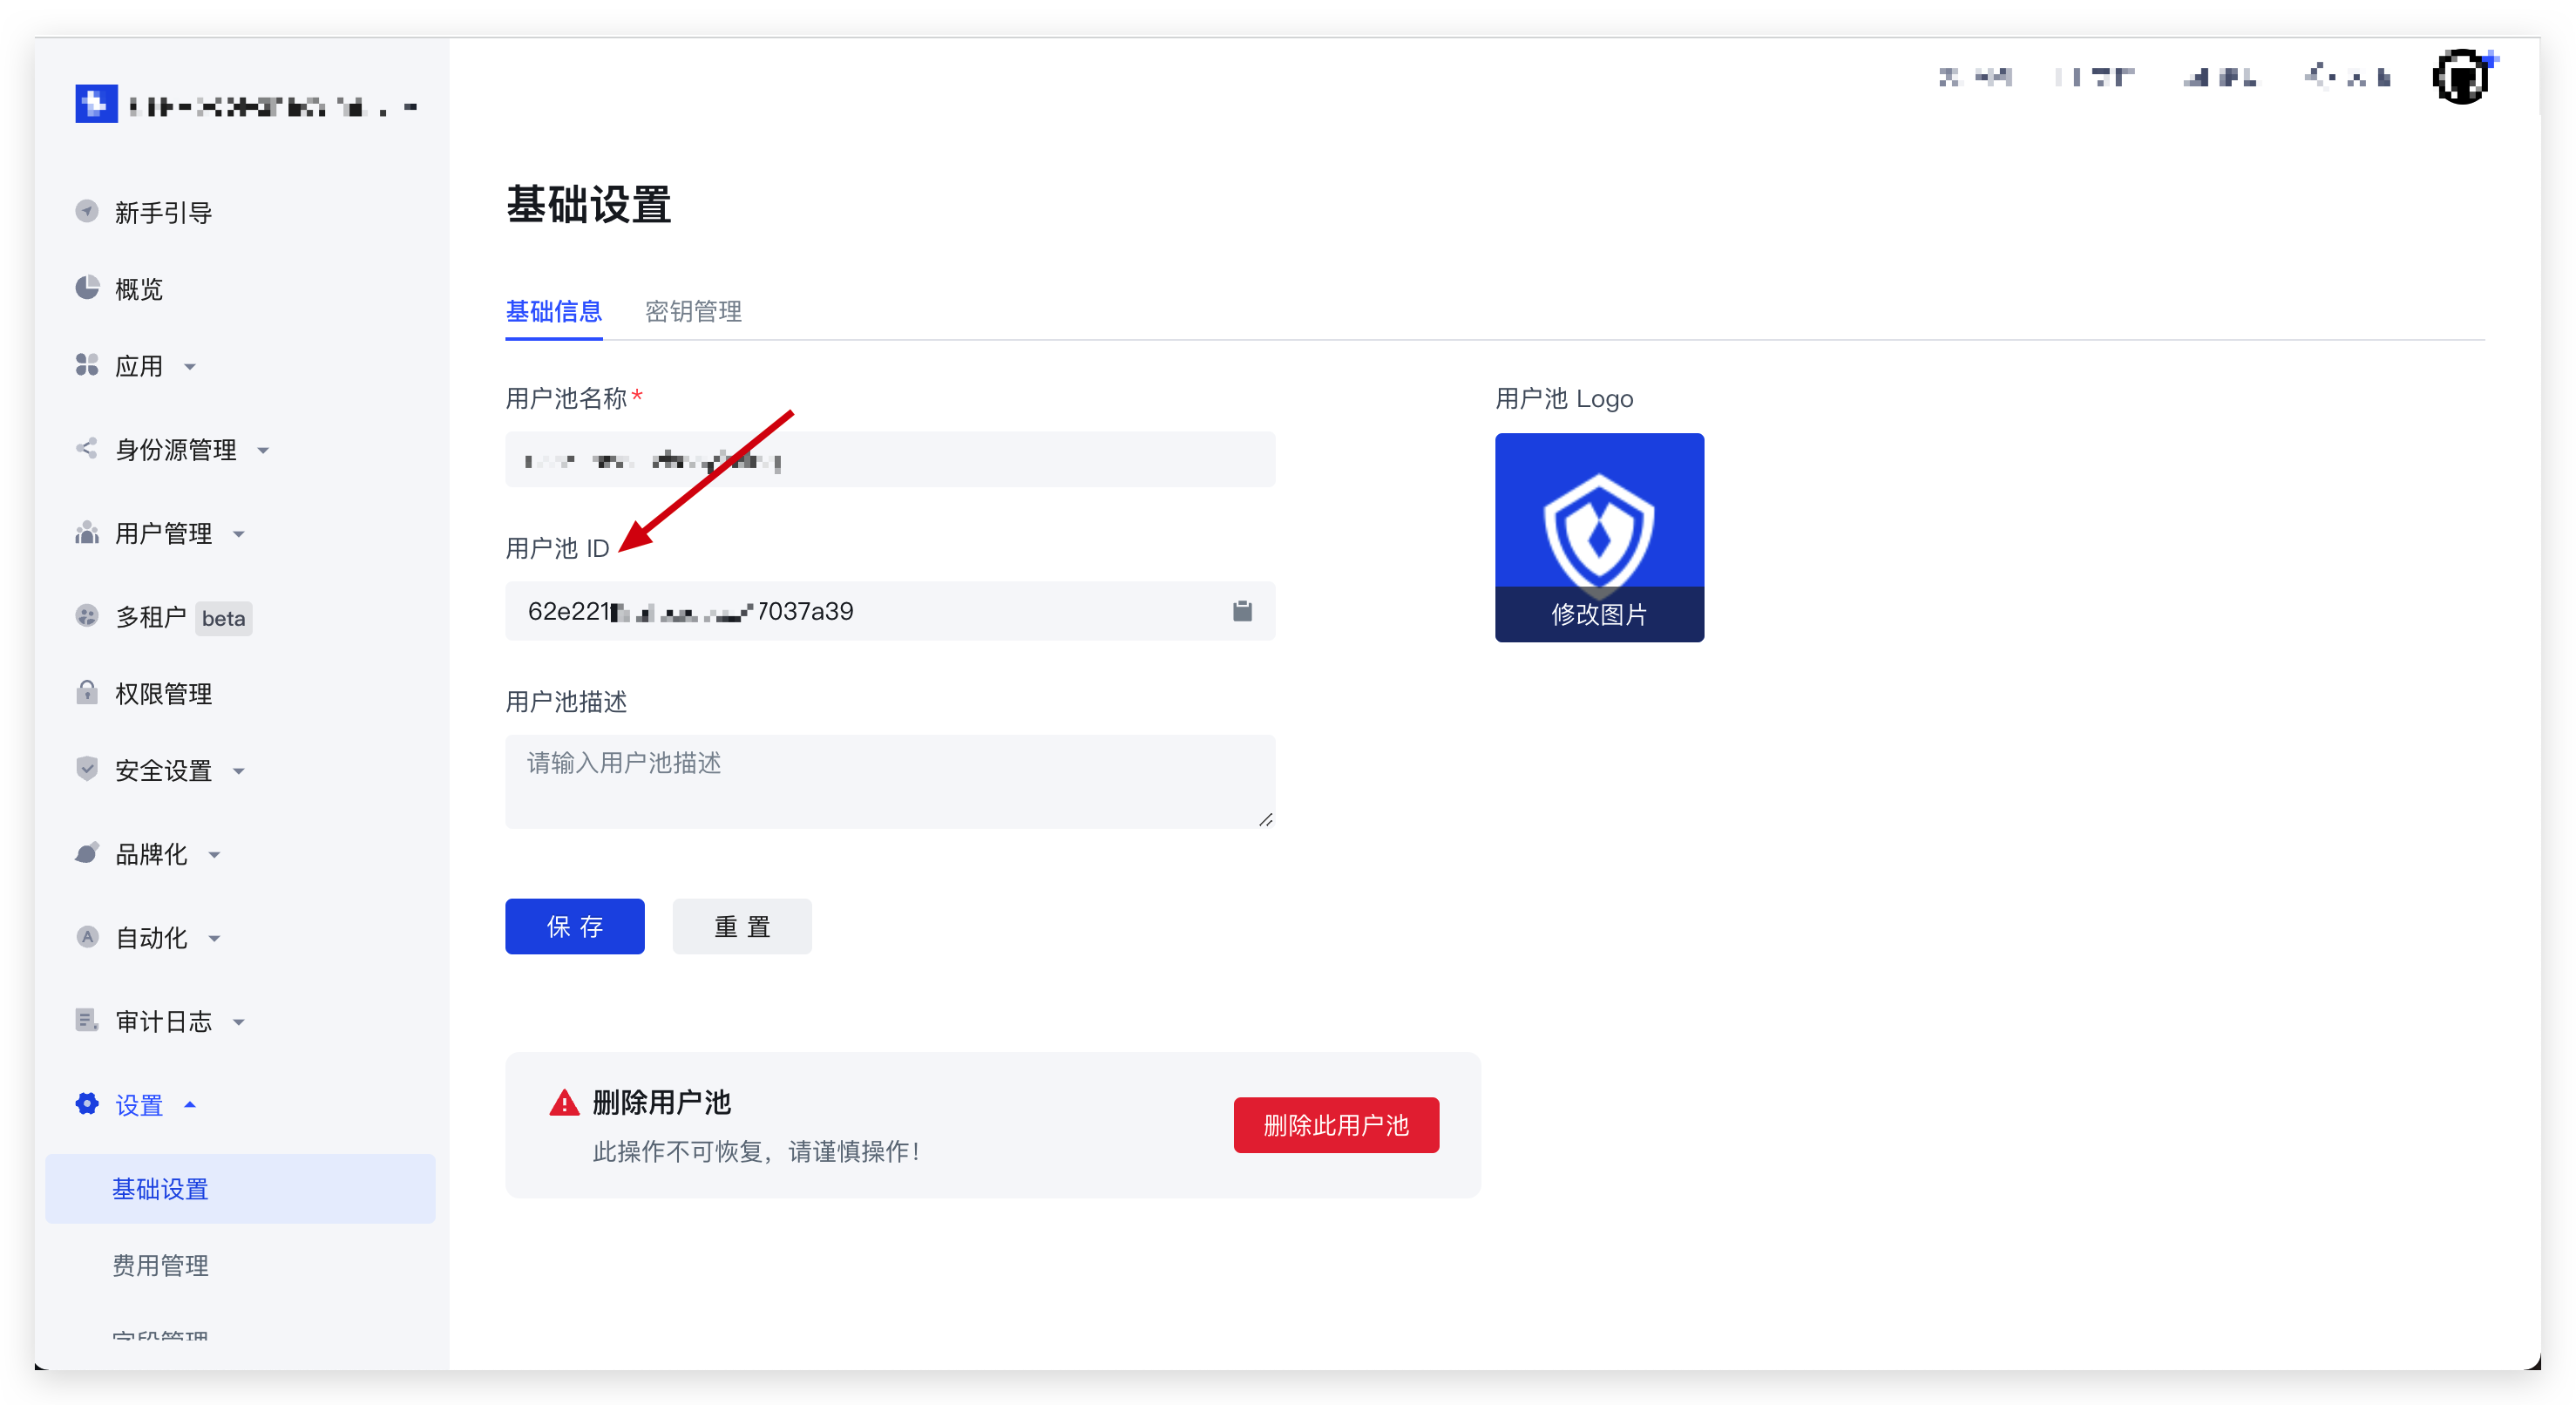 新手引导
概览
应用
身份源管理
用户管理
多租户 beta
权限管理
安全设置
品牌化
自动化
审计日志
设置
基础设置
费用管理
字段管理
基础设置
基础信息 密钥管理
用户池名称*
用户池 ID
62e221 7037a39
用户池描述
请输入用户池描述
保存 重置
用户池 Logo
修改图片
删除用户池
此操作不可恢复，请谨慎操作！
删除此用户池